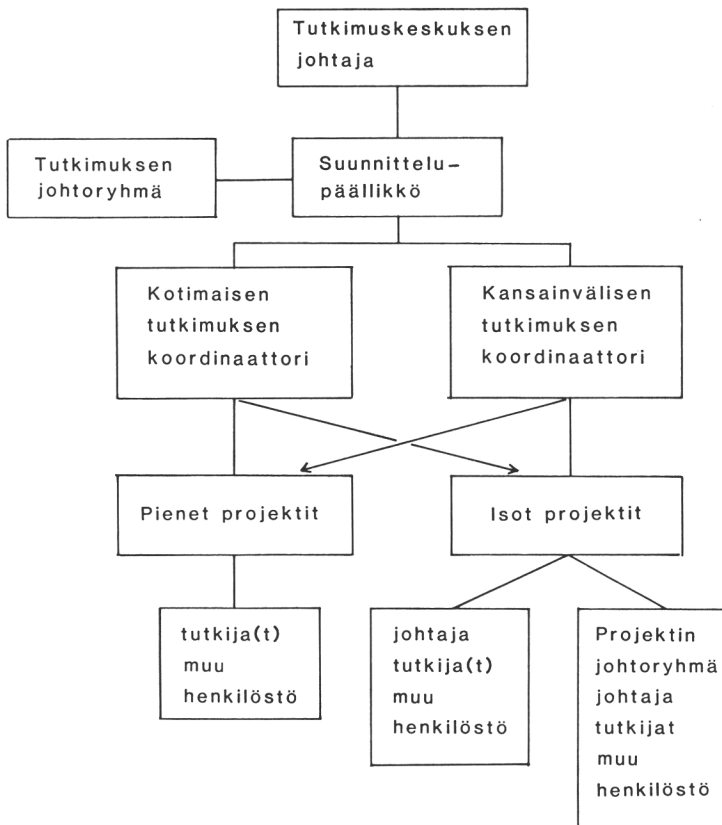 Tutkimuskeskuksen
johtaja
Tutkimuksen
johtoryhmä
Suunnittelu-
päällikkö
Kotimaisen
tutkimuksen
koordinaattori
Kansainvälisen
tutkimuksen
koordinaattori
Pienet projektit
Isot projektit
tutkija(t)
muu
henkilöstö
johtaja
tutkija(t)
muu
henkilöstö
Projektin
johtoryhmä
johtaja
tutkijat
muu
henkilöstö